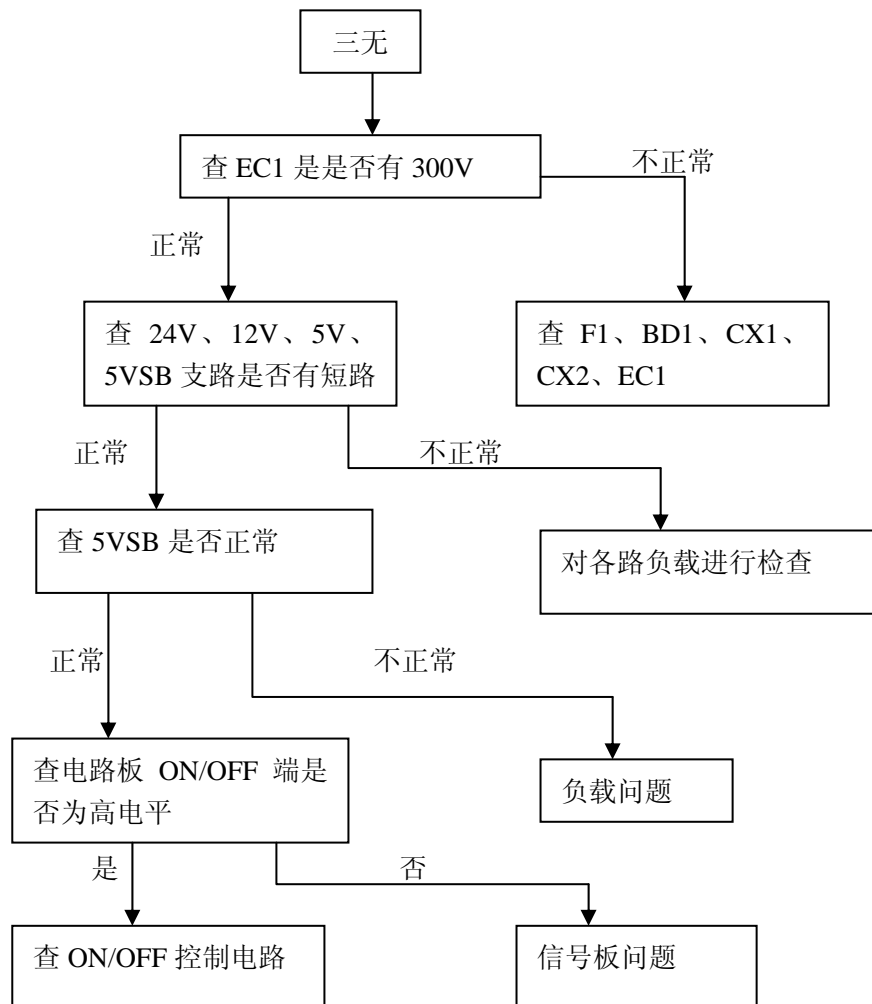 三无
查 EC1 是是否有 300V
不正常
正常
查 24V、12V、5V、
5VSB 支路是否有短路
查 F1、BD1、CX1、
CX2、EC1
正常
不正常
查 5VSB 是否正常
对各路负载进行检查
正常
不正常
查电路板 ON/OFF 端是
否为高电平
负载问题
是
否
查 ON/OFF 控制电路
信号板问题